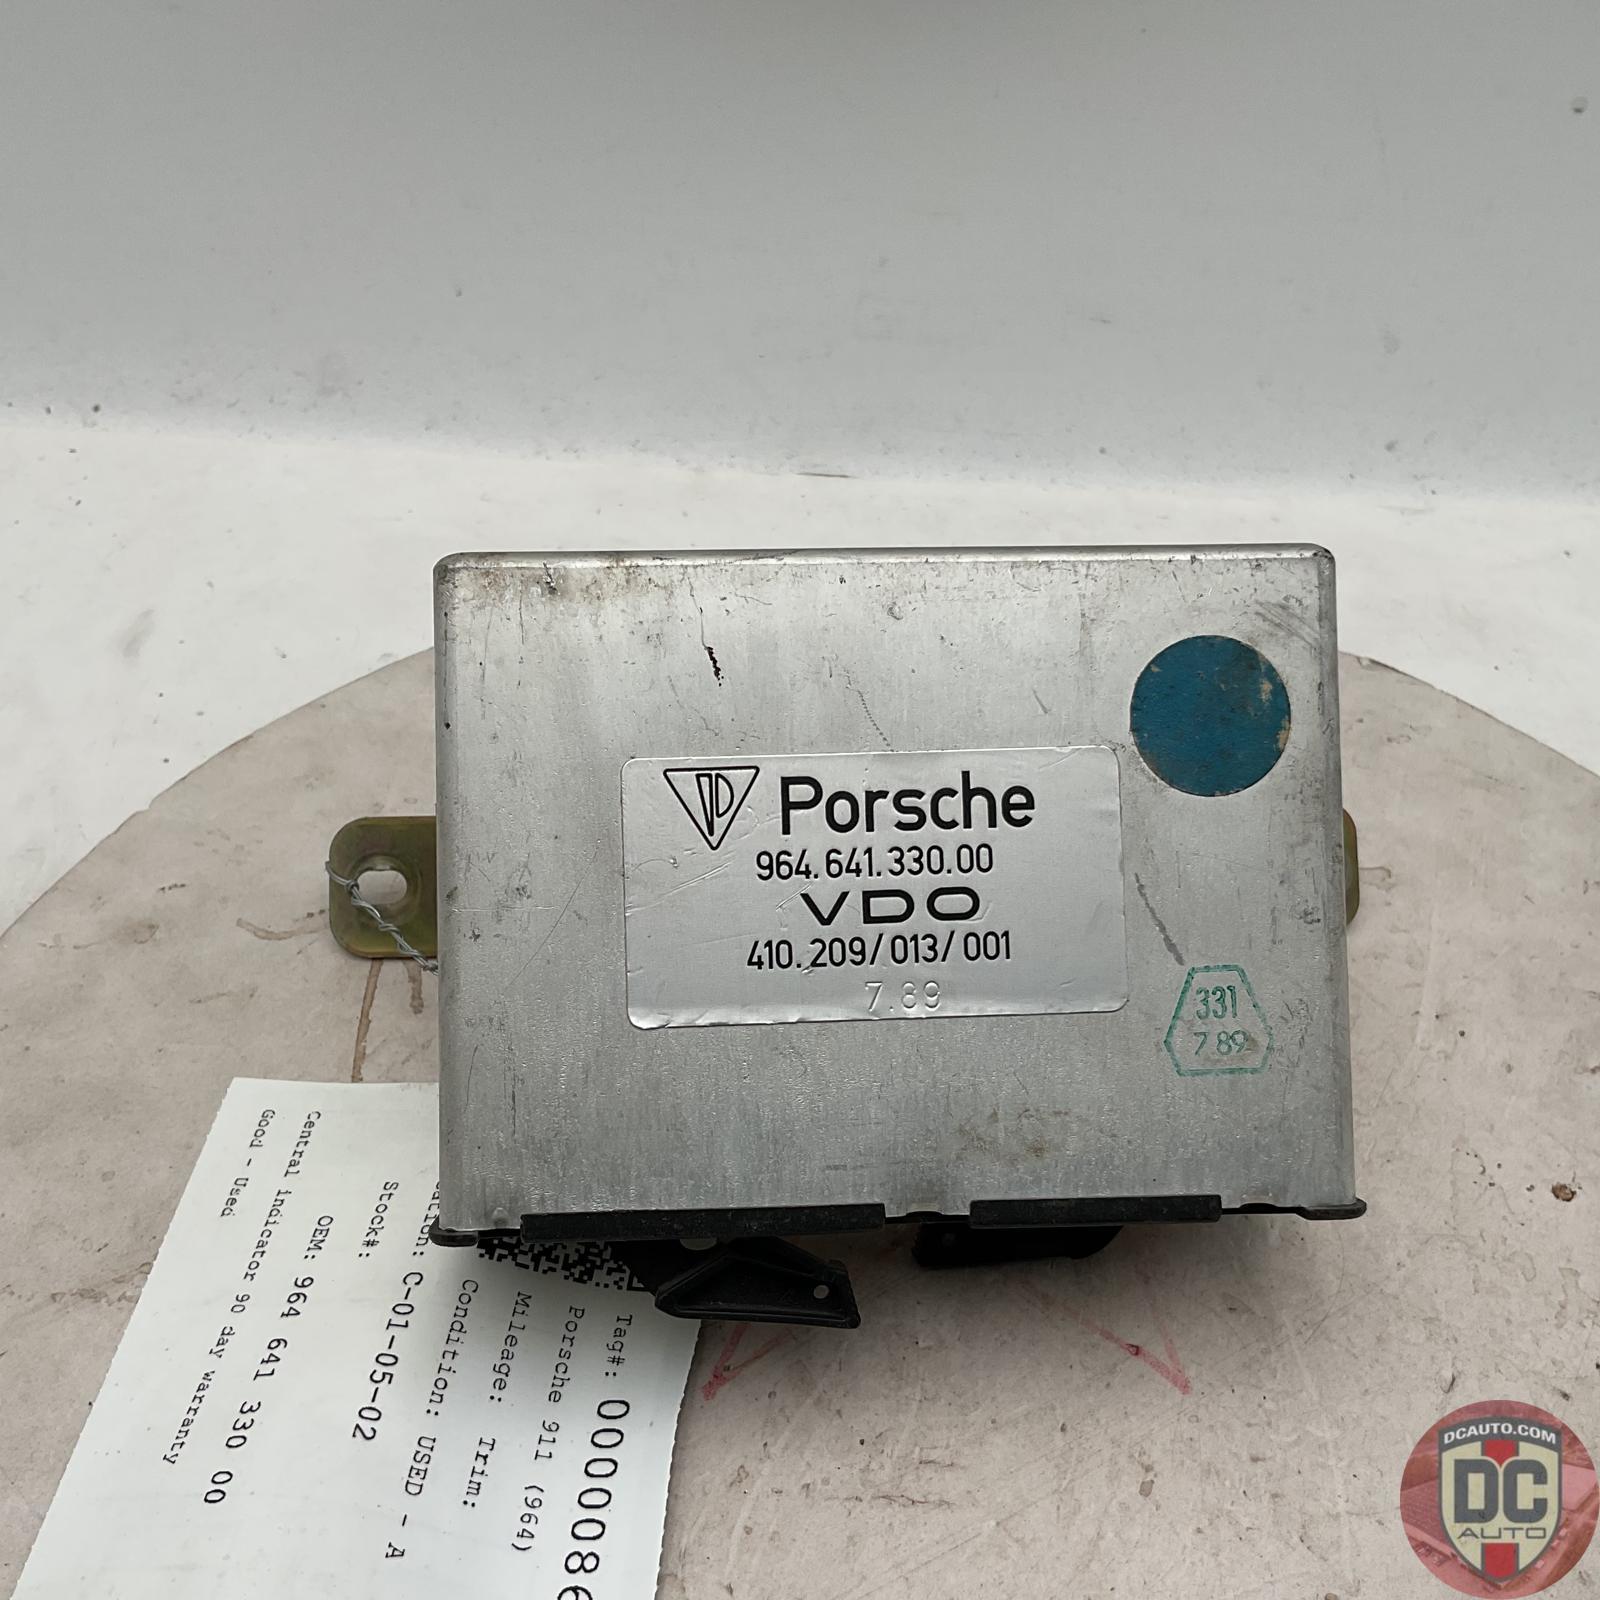 Porsche
964.641.330.00
VDO
410.209/013/001
7.89
331
7 89
Tag#:
Porsche 911 (964)
Mileage: Trim:
Condition: USED - A
C-01-05-02
Stock#:
OEM: 964 641 330 00
Central indicator 90 day warranty
Good - Used
DCAUTO.COM
DC
AUTO